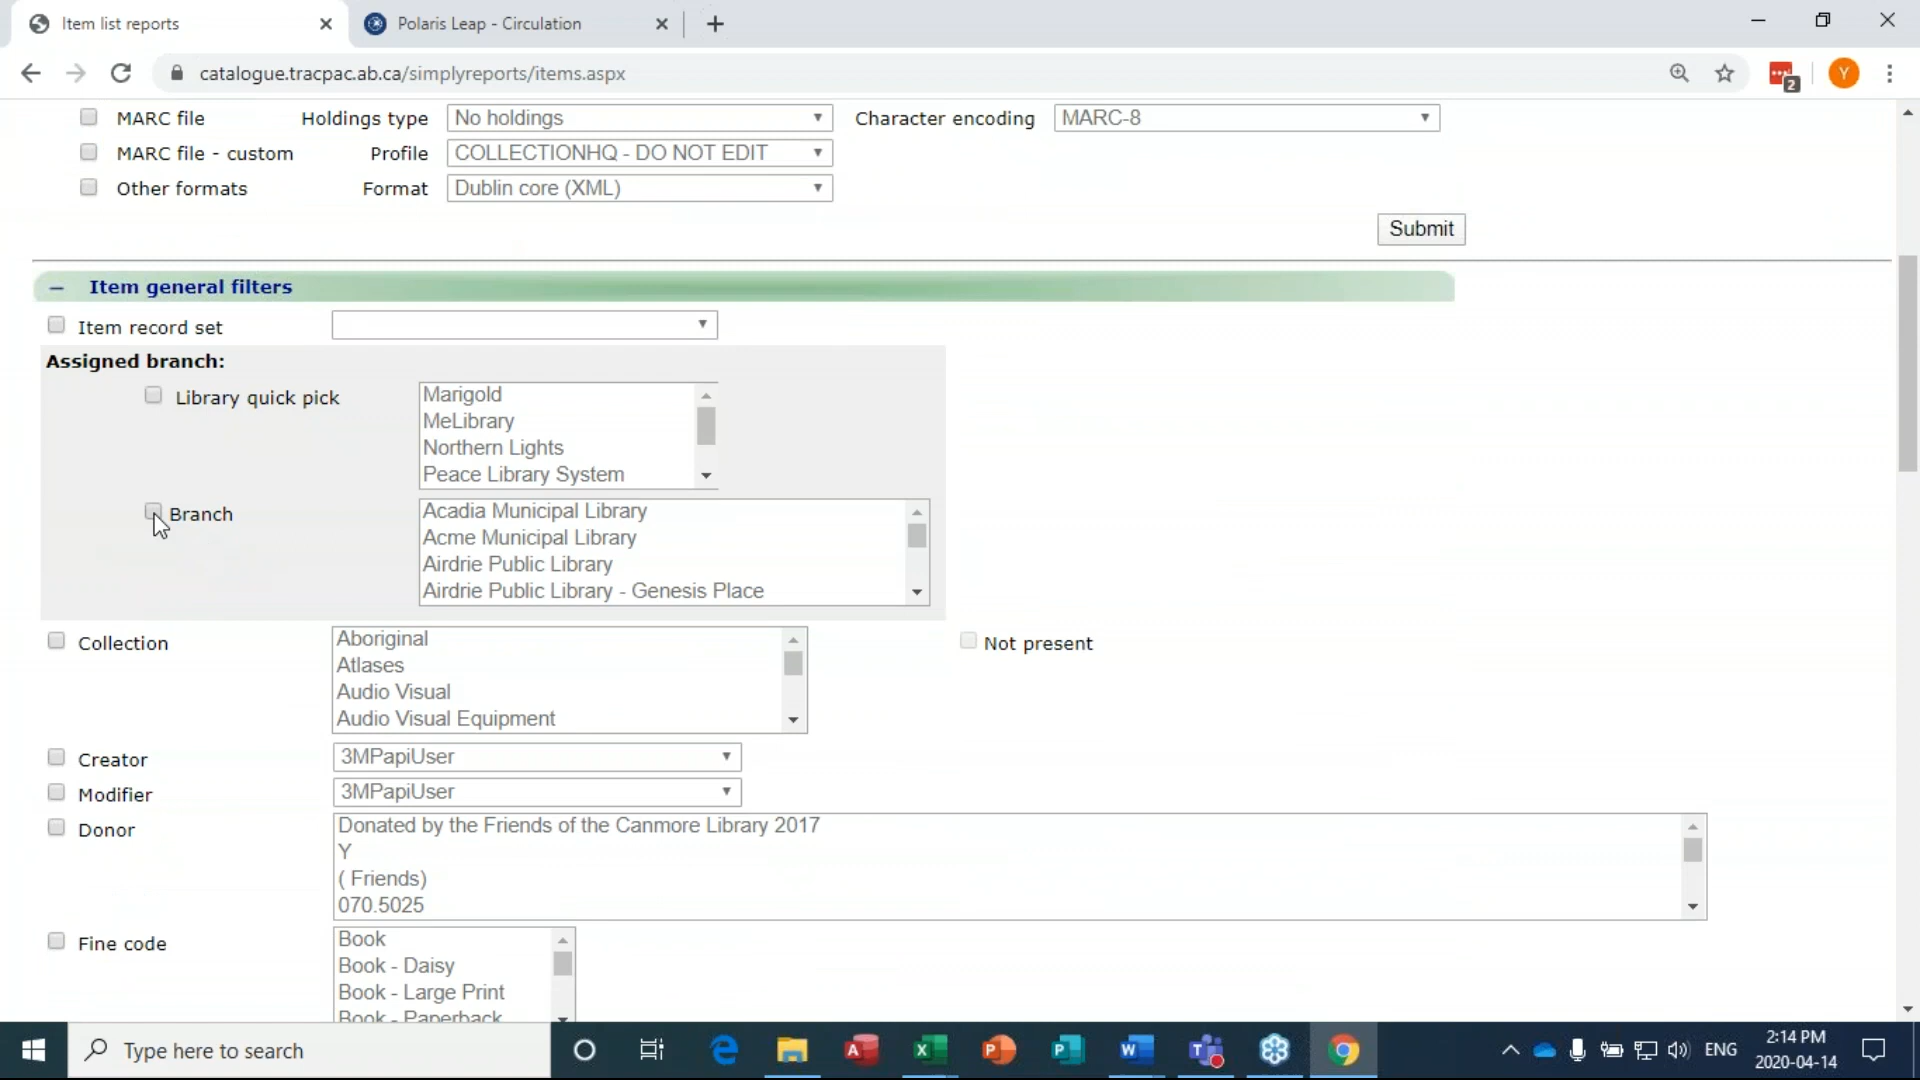 Item list reports
Polaris Leap - Circulation
catalogue.tracpac.ab.ca/simplyreports/items.aspx
2
Y
MARC file Holdings type No holdings Character encoding MARC-8
MARC file - custom Profile COLLECTIONHQ - DO NOT EDIT
Other formats Format Dublin core (XML)
Submit
Item general filters
Item record set
Assigned branch:
Library quick pick
Marigold
MeLibrary
Northern Lights
Peace Library System
Branch
Acadia Municipal Library
Acme Municipal Library
Airdrie Public Library
Airdrie Public Library - Genesis Place
Collection
Aboriginal
Atlases
Audio Visual
Audio Visual Equipment
Not present
Creator 3MPapiUser
Modifier 3MPapiUser
Donor
Donated by the Friends of the Canmore Library 2017
Y
( Friends)
070.5025
Fine code
Book
Book - Daisy
Book - Large Print
Book - Paperback
Type here to search
ENG
2:14 PM
2020-04-14